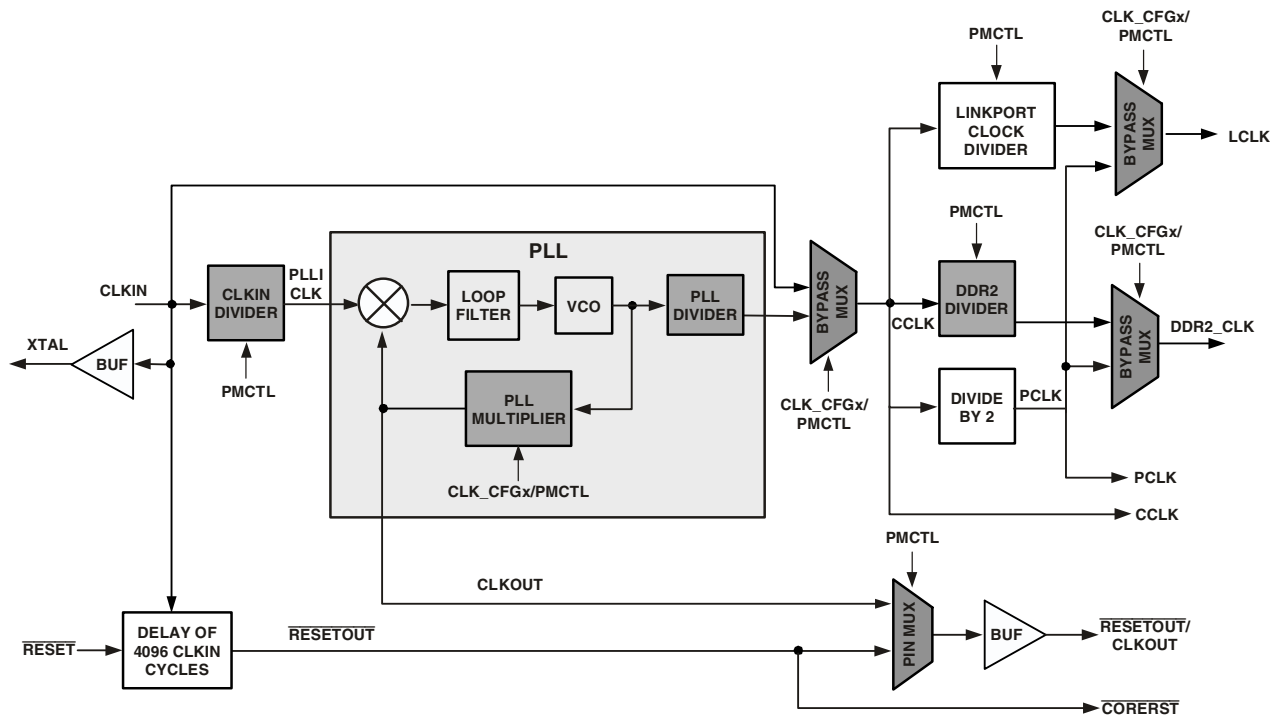 CLK_CFGx/
PMCTL
PMCTL
LINKPORT
CLOCK
DIVIDER
BYPASS
MUX
LCLK
PMCTL
CLK_CFGx/
PMCTL
PLL
CLKIN
CLKIN
DIVIDER
PLLI
CLK
LOOP
FILTER
VCO
PLL
DIVIDER
BYPASS
MUX
CCLK
DDR2
DIVIDER
BYPASS
MUX
DDR2_CLK
XTAL
BUF
PMCTL
PLL
MULTIPLIER
CLK_CFGx/
PMCTL
DIVIDE
BY 2
PCLK
CLK_CFGx/PMCTL
PCLK
CCLK
PMCTL
CLKOUT
RESET
DELAY OF
4096 CLKIN
CYCLES
RESETOUT
PIN MUX
BUF
RESETOUT/
CLKOUT
CORERST